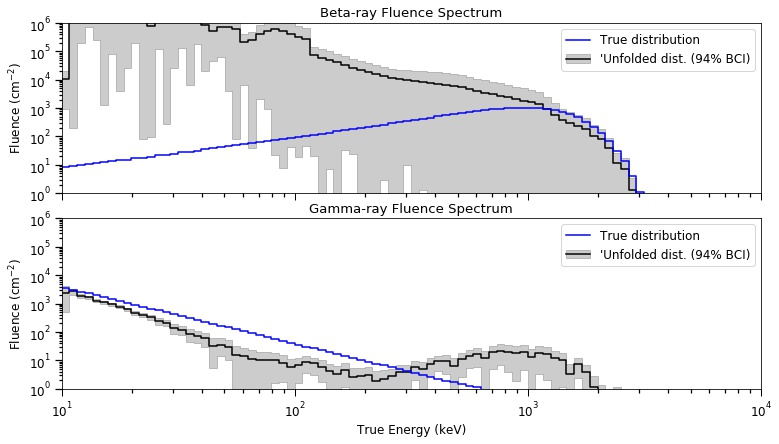 Beta-ray Fluence Spectrum
10^6
10^5
10^4
10^3
10^2
10^1
10^0
Fluence (cm^−2)
True distribution
'Unfolded dist. (94% BCI)
Gamma-ray Fluence Spectrum
10^6
10^5
10^4
10^3
10^2
10^1
10^0
Fluence (cm^−2)
True distribution
'Unfolded dist. (94% BCI)
10^1 10^2 10^3 10^4
True Energy (keV)